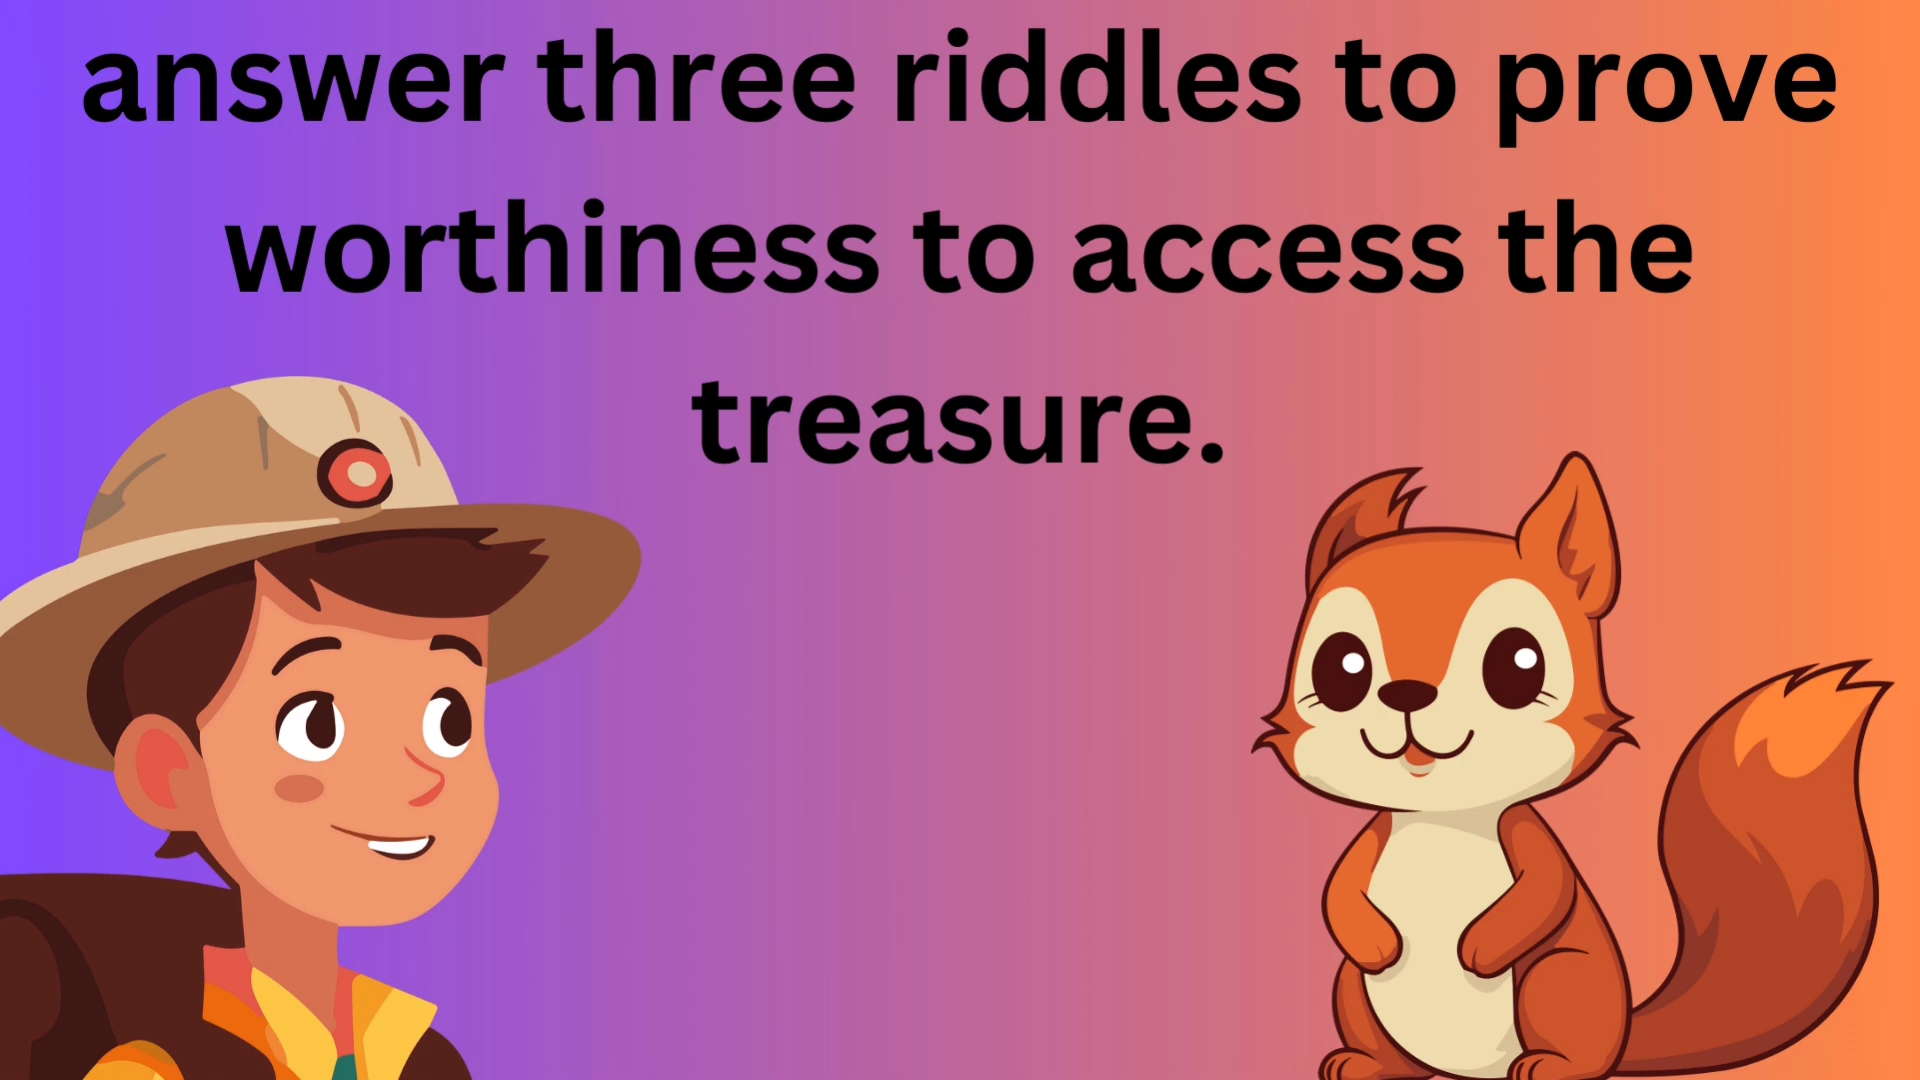 answer three riddles to prove
worthiness to access the
treasure.